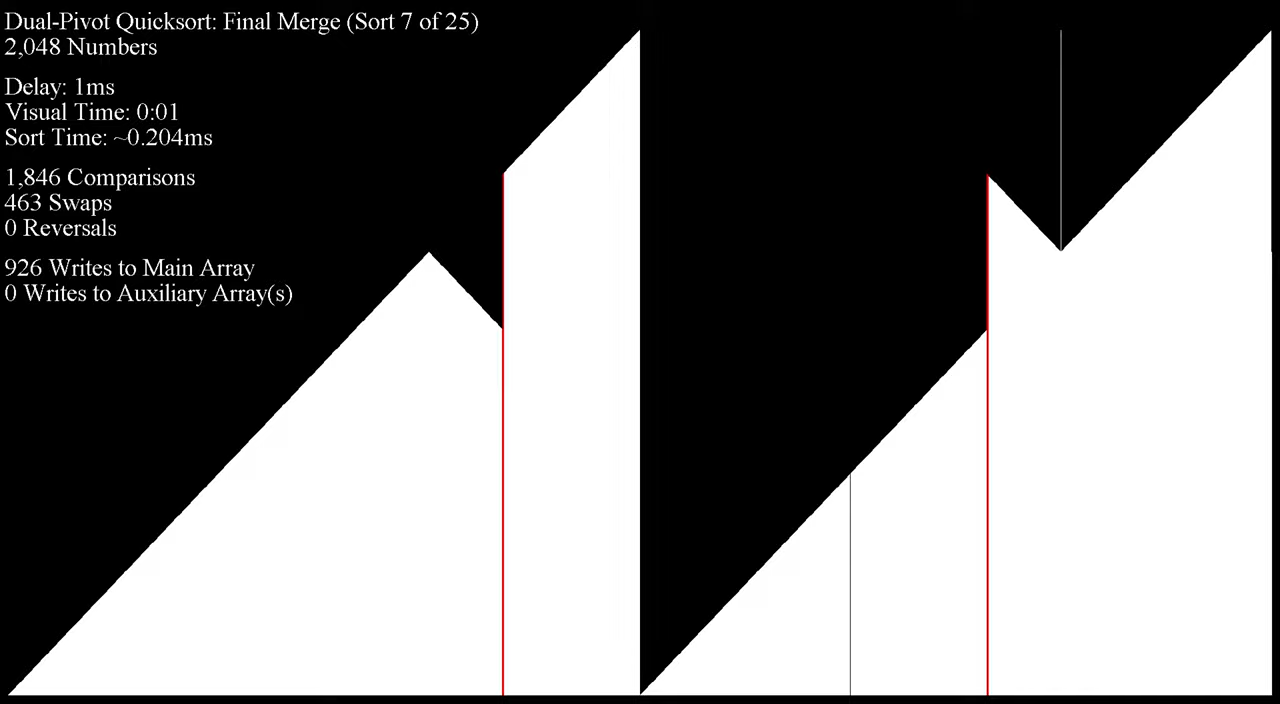 Dual-Pivot Quicksort: Final Merge (Sort 7 of 25)
2,048 Numbers
Delay: 1ms
Visual Time: 0:01
Sort Time: ~0.204ms
1,846 Comparisons
463 Swaps
0 Reversals
926 Writes to Main Array
0 Writes to Auxiliary Array(s)